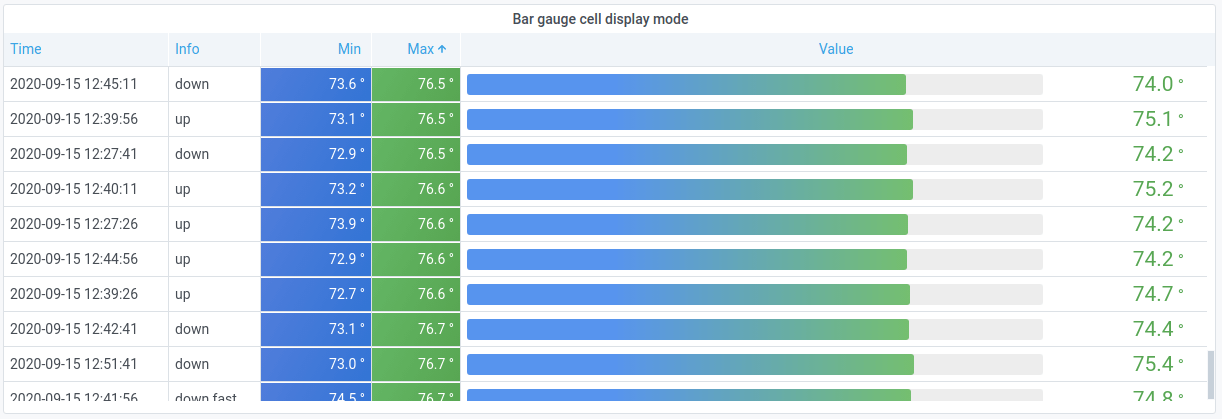 Bar gauge cell display mode
Time Info Min Max Value
2020-09-15 12:45:11 down 73.6 ° 76.5 ° 74.0 °
2020-09-15 12:39:56 up 73.1 ° 76.5 ° 75.1 °
2020-09-15 12:27:41 down 72.9 ° 76.5 ° 74.2 °
2020-09-15 12:40:11 up 73.2 ° 76.6 ° 75.2 °
2020-09-15 12:27:26 up 73.9 ° 76.6 ° 74.2 °
2020-09-15 12:44:56 up 72.9 ° 76.6 ° 74.2 °
2020-09-15 12:39:26 up 72.7 ° 76.6 ° 74.7 °
2020-09-15 12:42:41 down 73.1 ° 76.7 ° 74.4 °
2020-09-15 12:51:41 down 73.0 ° 76.7 ° 75.4 °
2020-09-15 12:41:56 down fast 74.5 ° 76.7 ° 74.8 °